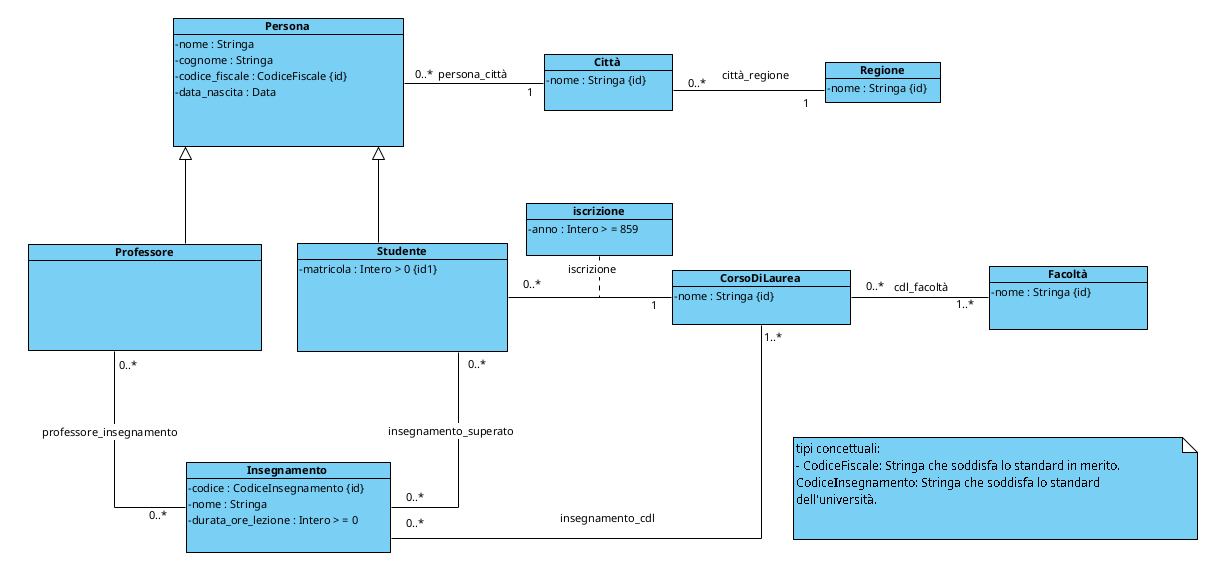 Persona
-nome : Stringa
-cognome : Stringa
-codice_fiscale : CodiceFiscale {id}
-data_nascita : Data
0..* persona_città
1
Città
-nome : Stringa {id}
0..*
città_regione
1
Regione
-nome : Stringa {id}
Professore
Studente
-matricola : Intero > 0 {id1}
iscrizione
-anno : Intero > = 859
iscrizione
0..*
1
CorsoDiLaurea
-nome : Stringa {id}
0..* cdl_facoltà
1..*
Facoltà
-nome : Stringa {id}
0..*
0..*
1..*
professore_insegnamento
insegnamento_superato
Insegnamento
-codice : CodiceInsegnamento {id}
-nome : Stringa
-durata_ore_lezione : Intero > = 0
0..*
0..*
0..*
insegnamento_cdl
tipi concettuali:
- CodiceFiscale: Stringa che soddisfa lo standard in merito.
CodiceInsegnamento: Stringa che soddisfa lo standard
dell'università.